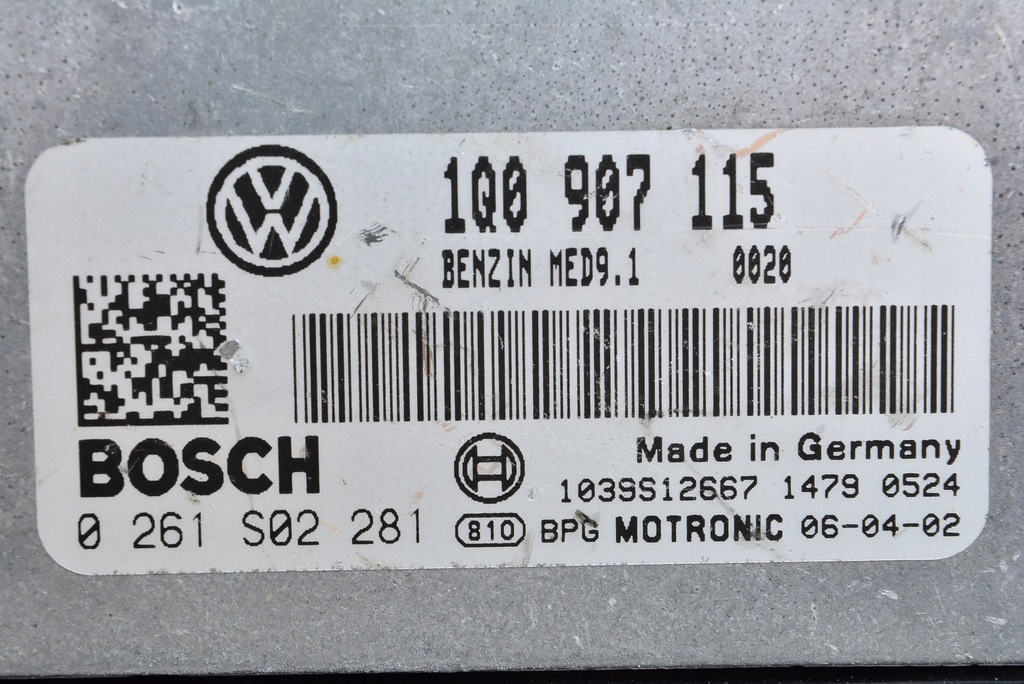 1Q0 907 115
BENZIN MED9.1 0020
BOSCH
Made in Germany
1039S12667 1479 0524
0 261 S02 281
810 BPG MOTRONIC 06-04-02